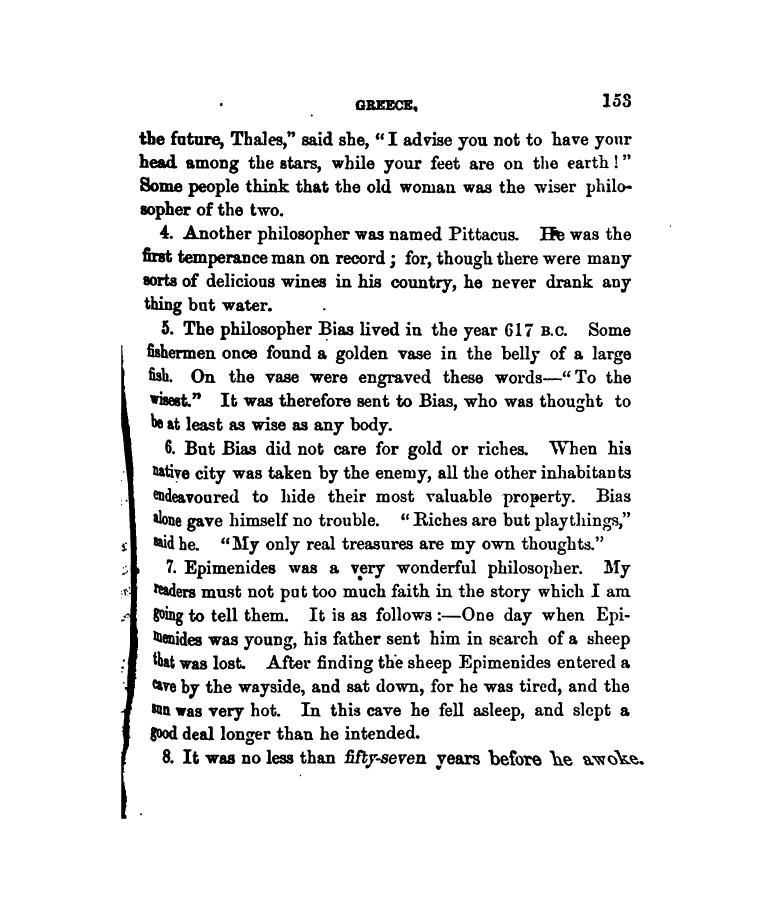 GREECE.
153
the future, Thales,” said she, “I advise you not to have your
head among the stars, while your feet are on the earth!”
Some people think that the old woman was the wiser philo-
sopher of the two.
4. Another philosopher was named Pittacus. He was the
first temperance man on record; for, though there were many
sorts of delicious wines in his country, he never drank any
thing but water.
5. The philosopher Bias lived in the year 617 B.C. Some
fishermen once found a golden vase in the belly of a large
fish. On the vase were engraved these words—“To the
wisest.” It was therefore sent to Bias, who was thought to
be at least as wise as any body.
6. But Bias did not care for gold or riches. When his
native city was taken by the enemy, all the other inhabitants
endeavoured to hide their most valuable property. Bias
alone gave himself no trouble. “Riches are but playthings,”
said he. “My only real treasures are my own thoughts.”
7. Epimenides was a very wonderful philosopher. My
readers must not put too much faith in the story which I am
going to tell them. It is as follows:—One day when Epi-
menides was young, his father sent him in search of a sheep
that was lost. After finding the sheep Epimenides entered a
cave by the wayside, and sat down, for he was tired, and the
sun was very hot. In this cave he fell asleep, and slept a
good deal longer than he intended.
8. It was no less than fifty-seven years before he awoke.